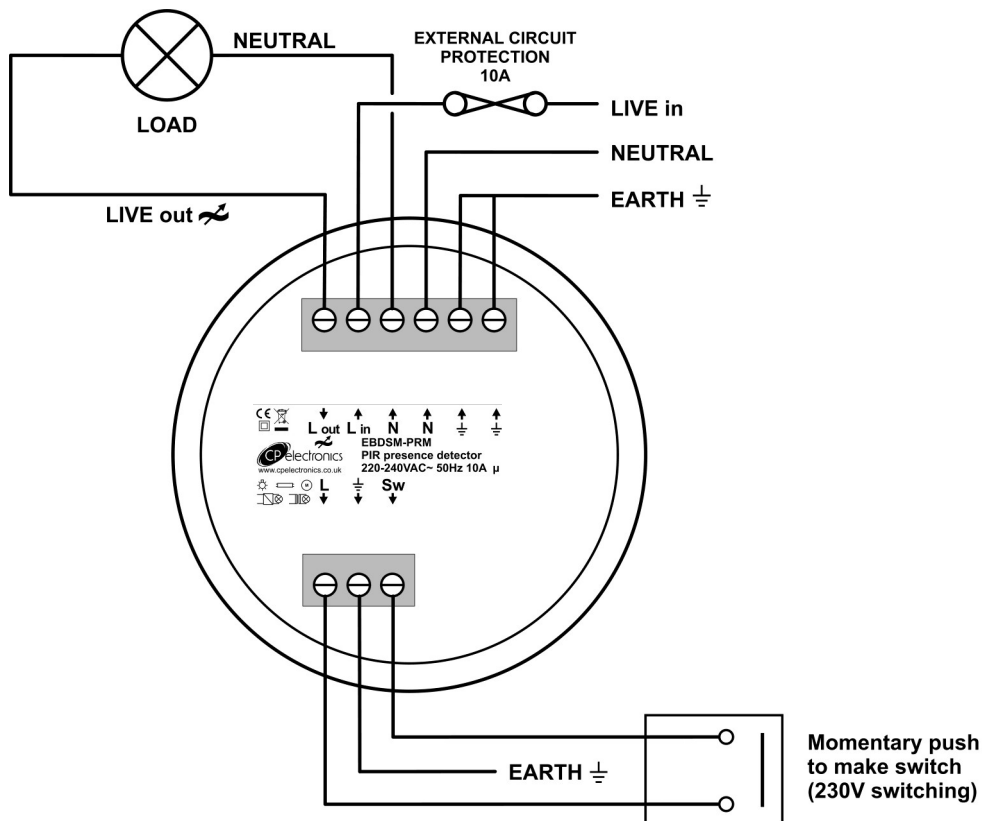 NEUTRAL
EXTERNAL CIRCUIT
PROTECTION
10A
LOAD
LIVE in
NEUTRAL
EARTH
LIVE out
CE
L out L in N N
EBDSM-PRM
CP electronics
PIR presence detector
www.cpelectronics.co.uk
220-240VAC~ 50Hz 10A µ
M
L Sw
EARTH
Momentary push
to make switch
(230V switching)